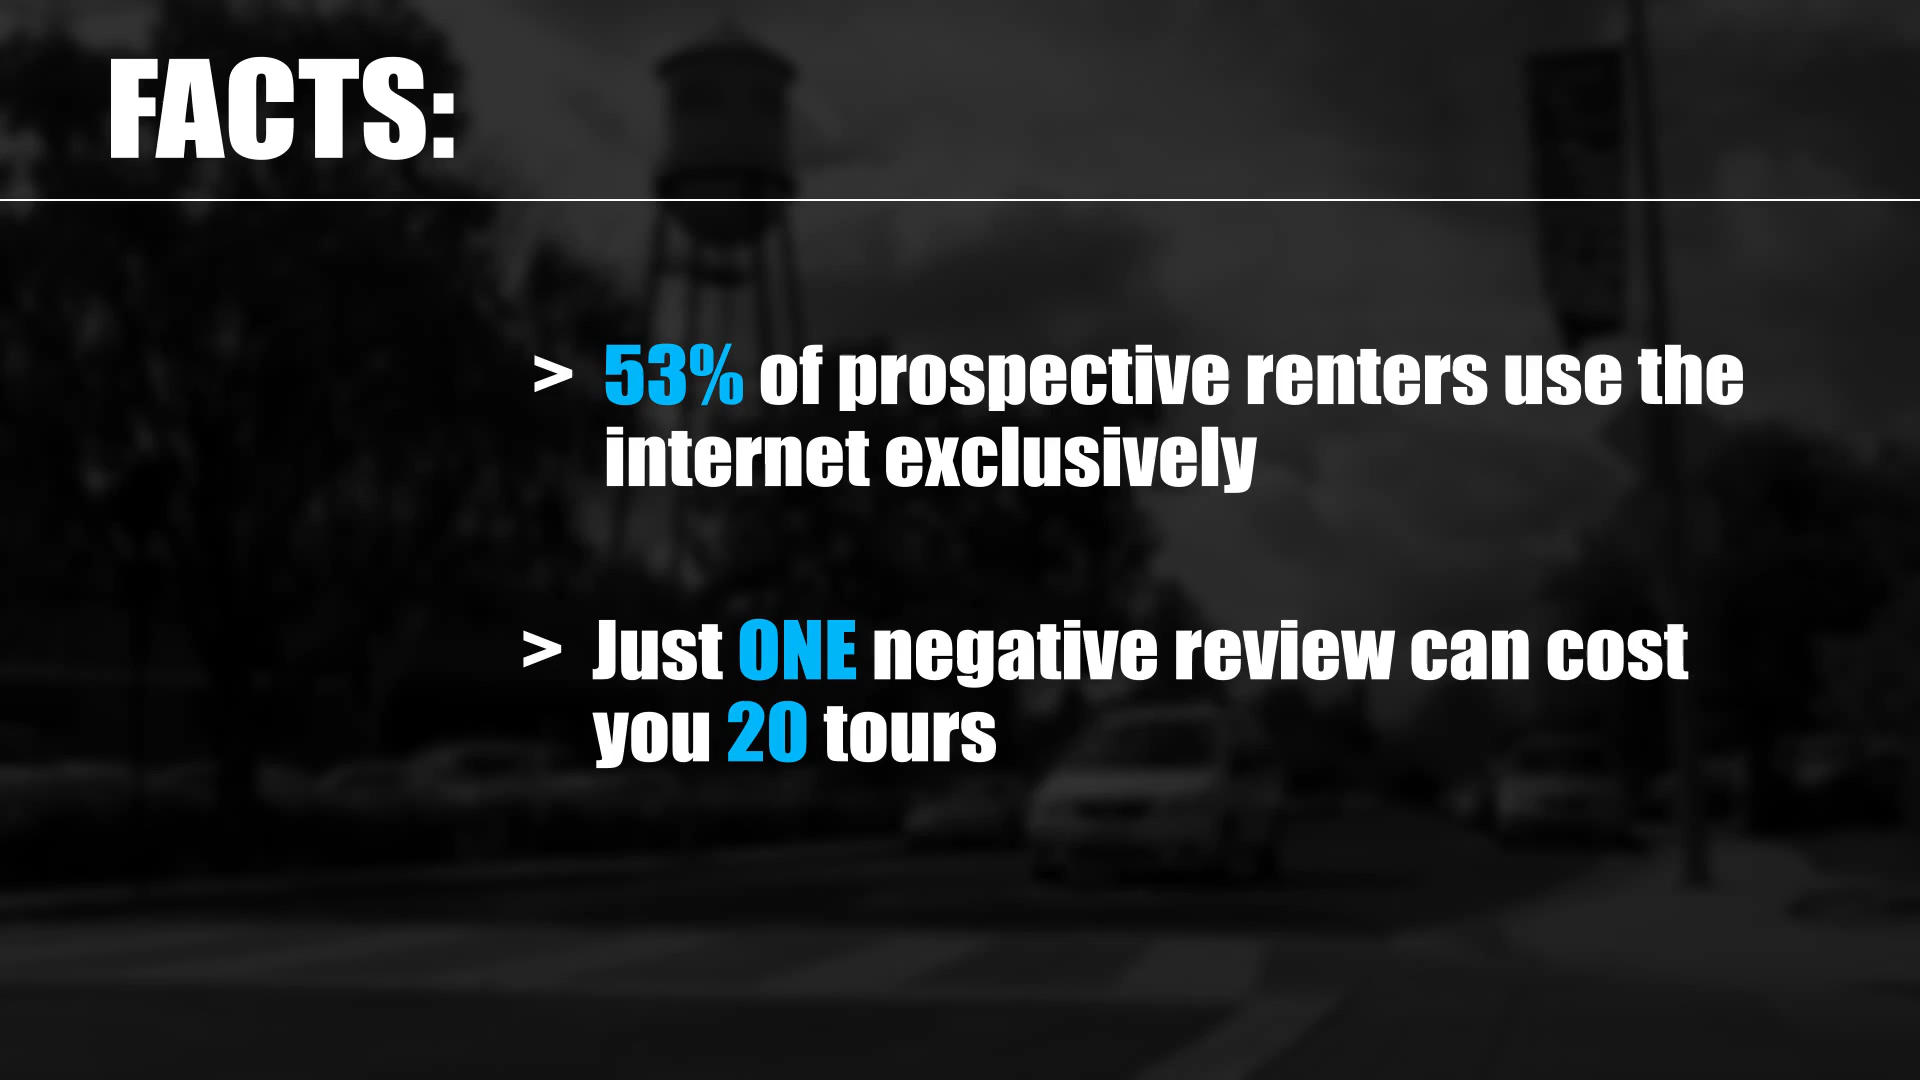 FACTS:
> 53% of prospective renters use the
internet exclusively
> Just ONE negative review can cost
you 20 tours